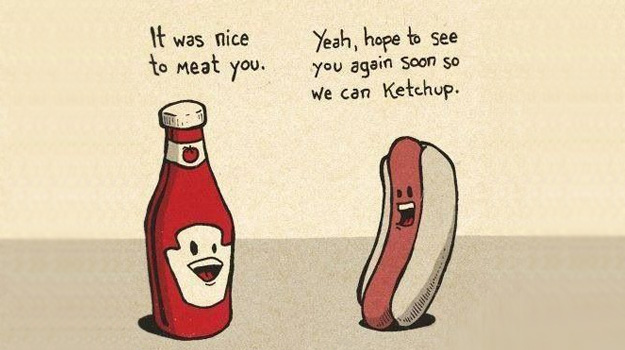 It was nice
to meat you.
Yeah, hope to see
you again soon so
we can Ketchup.